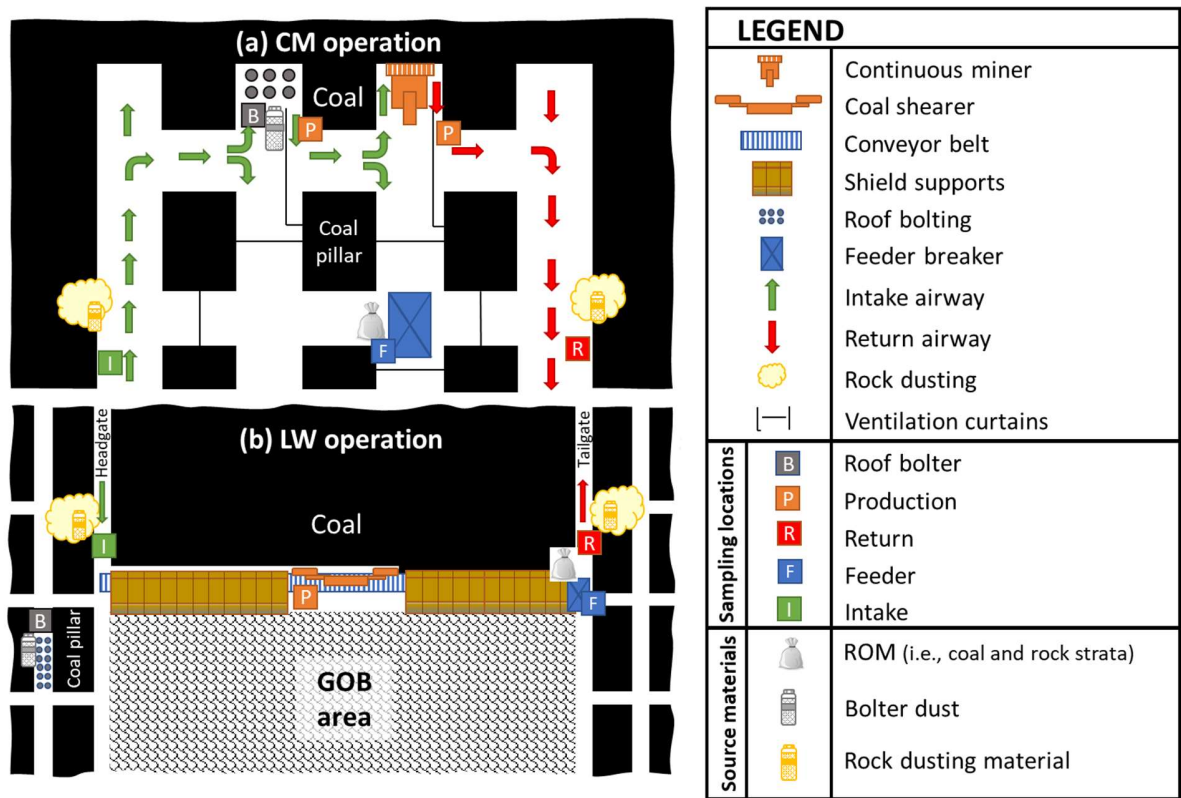 (a) CM operation
B
Coal
P
P
Coal
pillar
F
I
R
(b) LW operation
Headgate
Tailgate
Coal
I
R
P
F
B
Coal pillar
GOB
area
LEGEND
Continuous miner
Coal shearer
Conveyor belt
Shield supports
Roof bolting
Feeder breaker
Intake airway
Return airway
Rock dusting
Ventilation curtains
Sampling locations
B Roof bolter
P Production
R Return
F Feeder
I Intake
Source materials
ROM (i.e., coal and rock strata)
Bolter dust
Rock dusting material